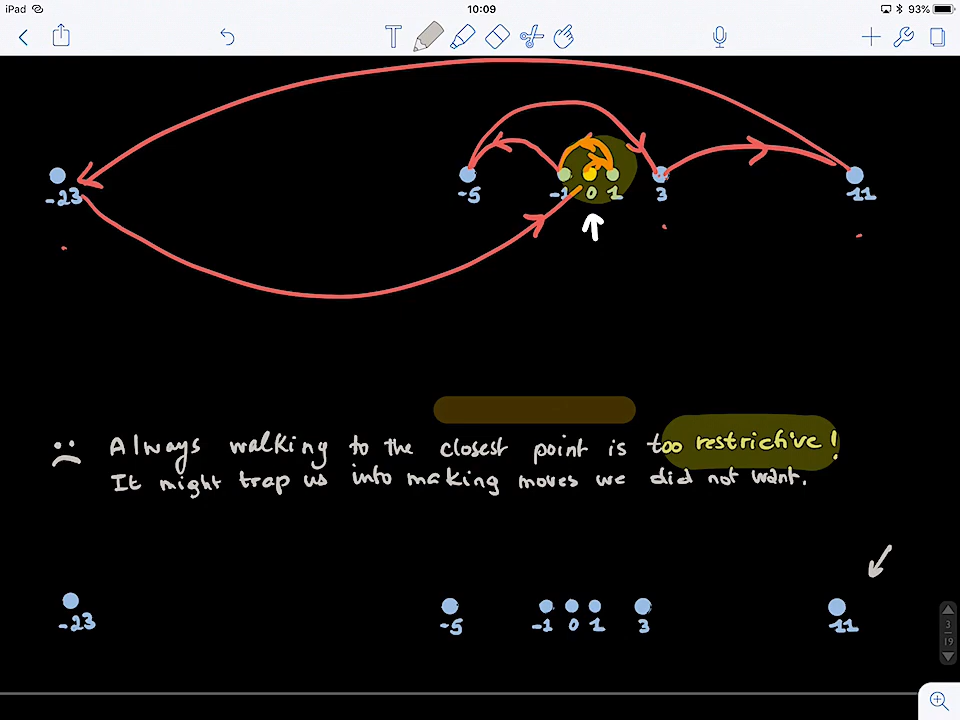 iPad
10:09
93%
T
-23 -5 -1 0 1 3 11
Always walking to the closest point is too restrictive!
It might trap us into making moves we did not want.
-23 -5 -1 0 1 3 11
3
19